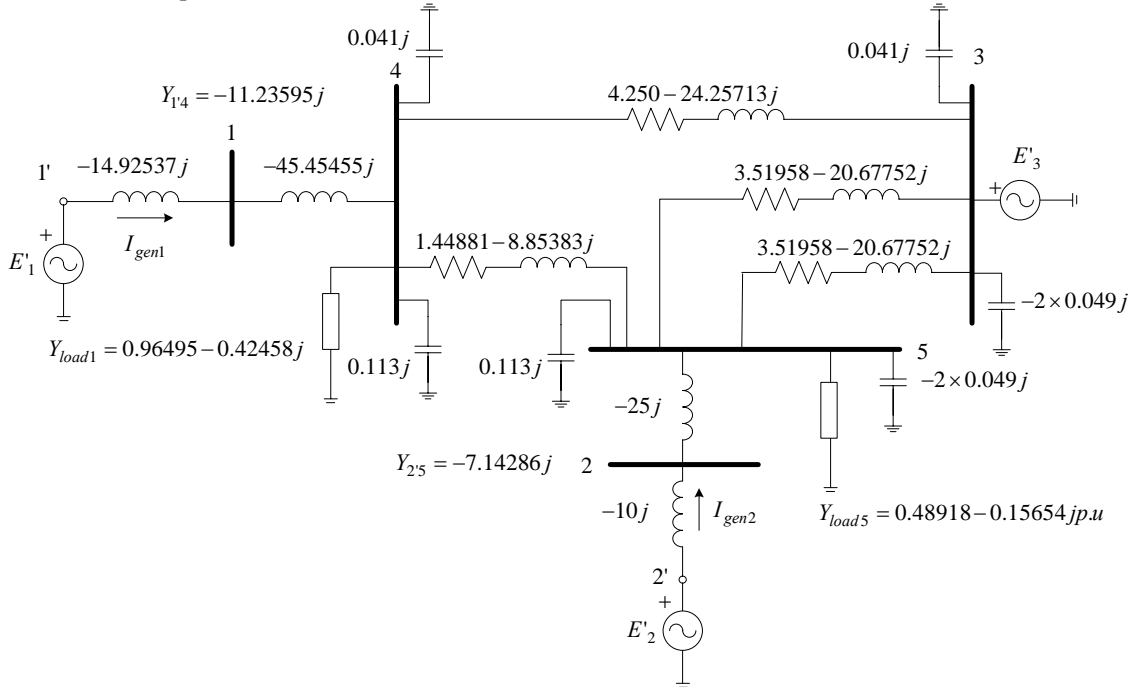 0.041j
0.041j
4
3
4.250−24.25713j
Y1'4 = −11.23595j
1
1'
−14.92537j
−45.45455j
3.51958−20.67752j
E'3
+
+
E'1
Igen1
1.44881−8.85383j
3.51958−20.67752j
−2×0.049j
Yload1 = 0.96495−0.42458j
0.113j
0.113j
5
−2×0.049j
−25j
Y2'5 = −7.14286j
2
−10j
Igen2
Yload5 = 0.48918−0.15654jp.u
2'
+
E'2